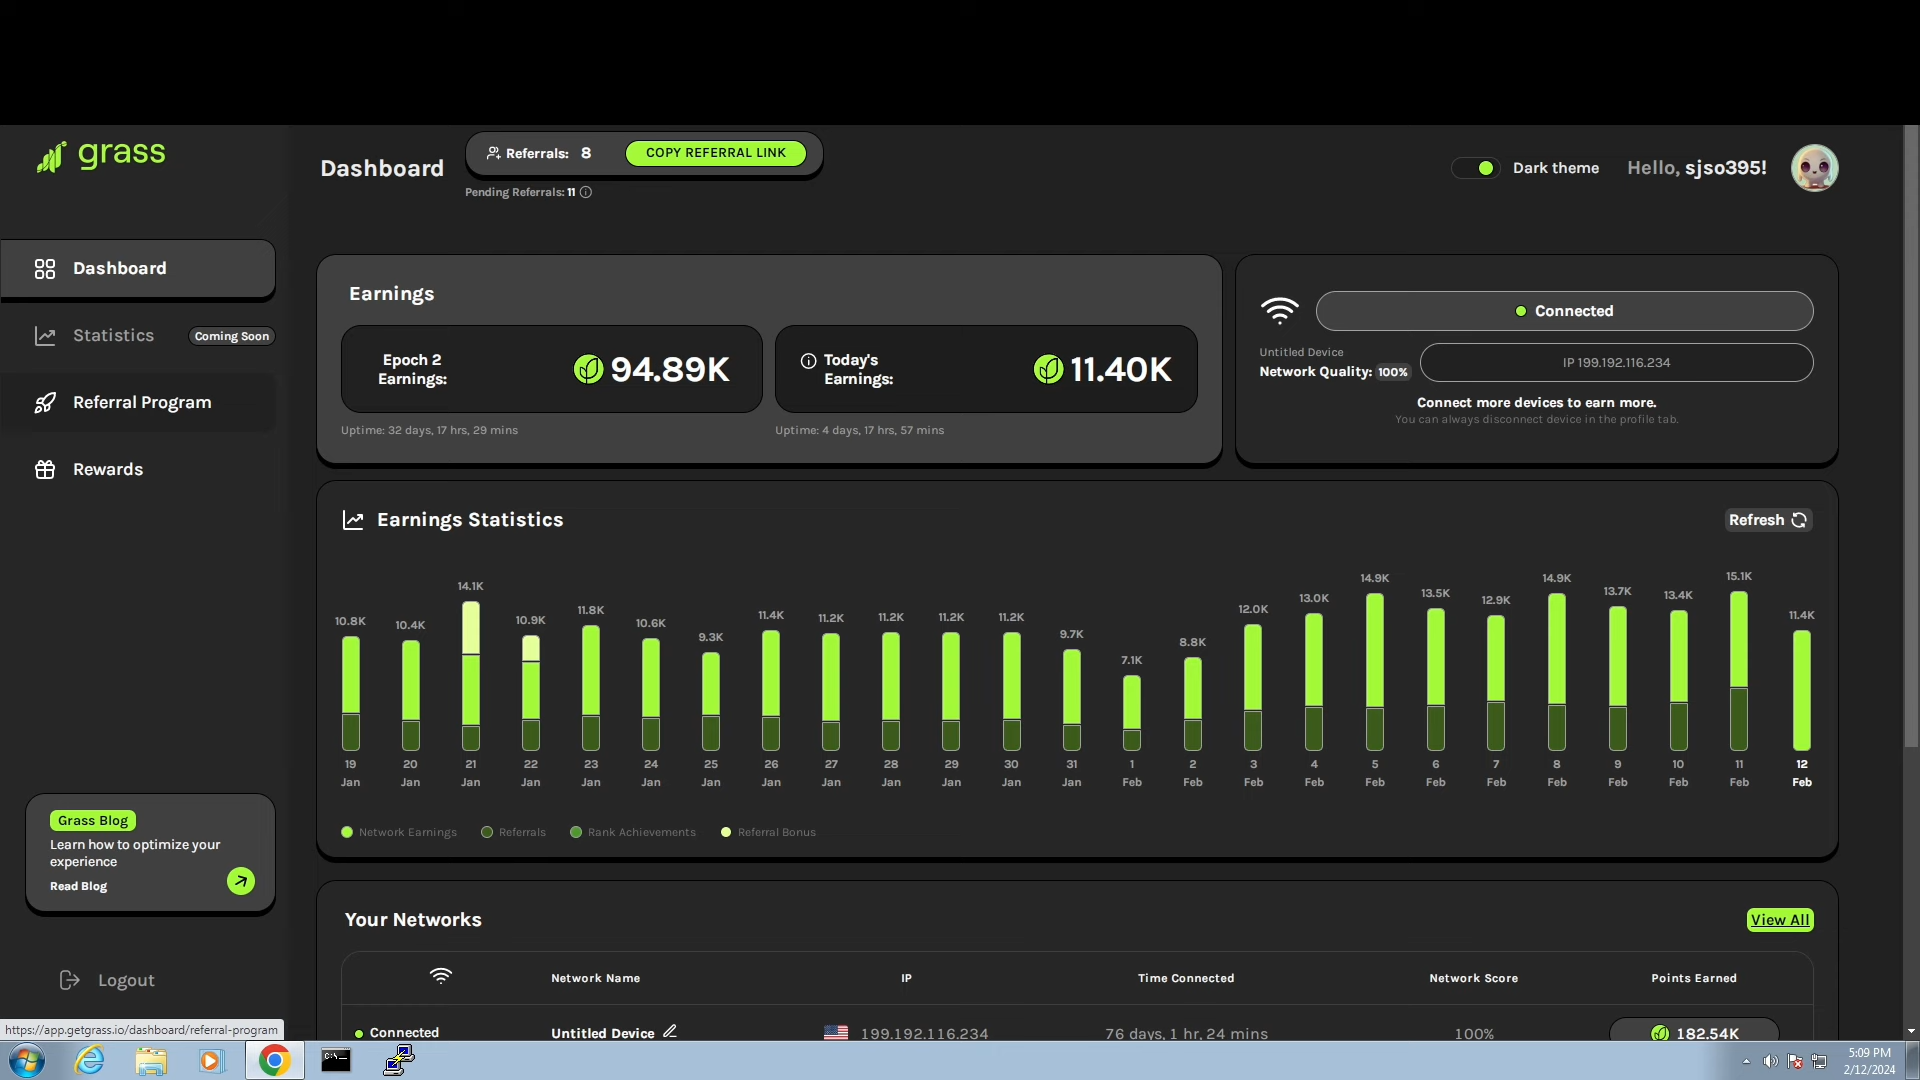 grass
Dashboard
Referrals: 8
COPY REFERRAL LINK
Pending Referrals: 11
Dark theme
Hello, sjso395!
Dashboard
Statistics
Coming Soon
Referral Program
Rewards
Earnings
Epoch 2
Earnings:
94.89K
Uptime: 32 days, 17 hrs, 29 mins
Today's
Earnings:
11.40K
Uptime: 4 days, 17 hrs, 57 mins
Connected
Untitled Device
Network Quality: 100%
IP 199.192.116.234
Connect more devices to earn more.
You can always disconnect device in the profile tab.
Earnings Statistics
Refresh
10.8K 10.4K 14.1K 10.9K 11.8K 10.6K 9.3K 11.4K 11.2K 11.2K 11.2K 11.2K 9.7K 7.1K 8.8K 12.0K 13.0K 14.9K 13.5K 12.9K 14.9K 13.7K 13.4K 15.1K 11.4K
19 20 21 22 23 24 25 26 27 28 29 30 31 1 2 3 4 5 6 7 8 9 10 11 12
Jan Jan Jan Jan Jan Jan Jan Jan Jan Jan Jan Jan Jan Feb Feb Feb Feb Feb Feb Feb Feb Feb Feb Feb Feb
Network Earnings Referrals Rank Achievements Referral Bonus
Grass Blog
Learn how to optimize your
experience
Read Blog
Logout
Your Networks
View All
Network Name IP Time Connected Network Score Points Earned
Connected Untitled Device 199.192.116.234 76 days, 1 hr, 24 mins 100% 182.54K
https://app.getgrass.io/dashboard/referral-program
C:\
5:09 PM
2/12/2024